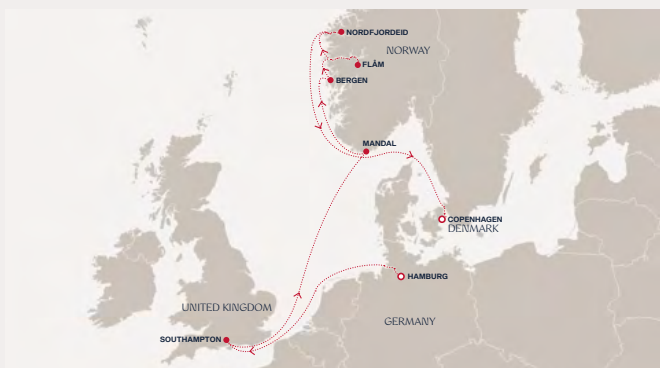 NORDFJORDEID
NORWAY
FLÅM
BERGEN
MANDAL
COPENHAGEN
DENMARK
HAMBURG
UNITED KINGDOM
GERMANY
SOUTHAMPTON